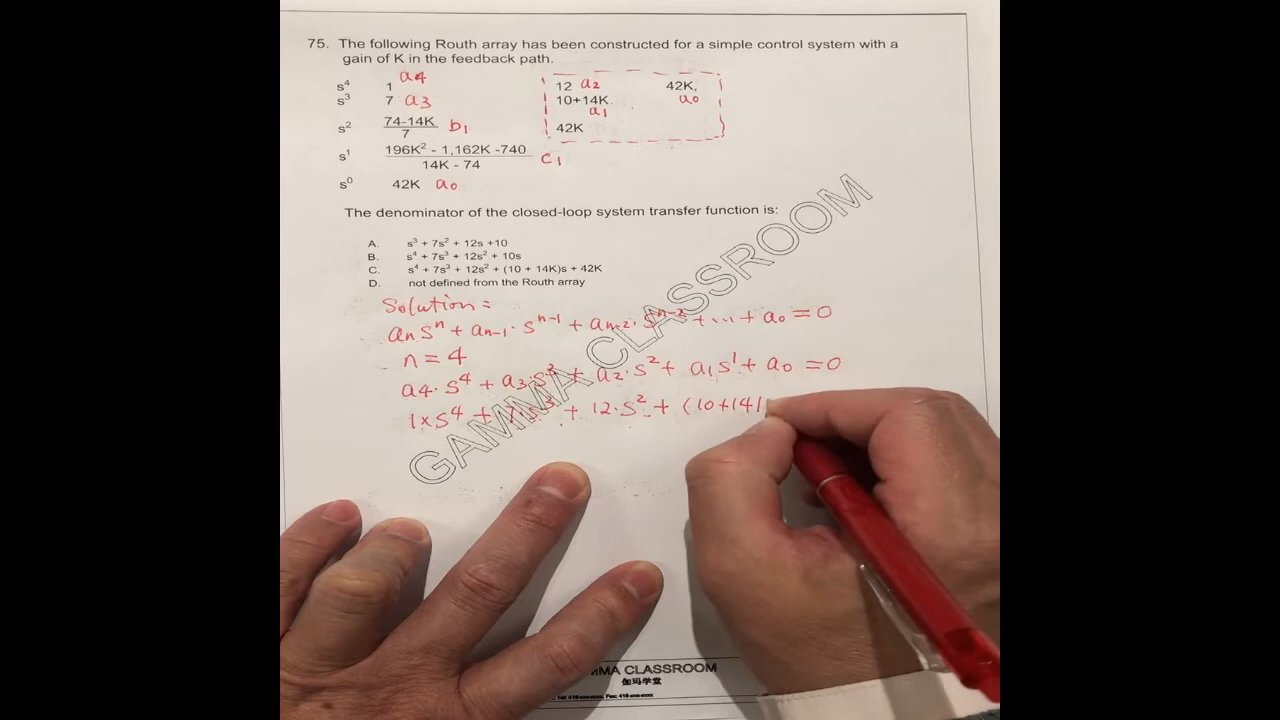 75. The following Routh array has been constructed for a simple control system with a
gain of K in the feedback path.
s⁴ 1 a4 12 a2 42K,
s³ 7 a3 10+14K a0
a1
s² 74-14K/7 b1 42K
s¹ 196K² - 1,162K -740/14K - 74 c1
s⁰ 42K a0
The denominator of the closed-loop system transfer function is:
A. s³ + 7s² + 12s +10
B. s⁴ + 7s³ + 12s² + 10s
C. s⁴ + 7s³ + 12s² + (10 + 14K)s + 42K
D. not defined from the Routh array
Solution:
an sⁿ + an-1 · sⁿ⁻¹ + an-2 · sⁿ⁻² + ... + a0 = 0
n = 4
a4 · s⁴ + a3 · s³ + a2 · s² + a1 s¹ + a0 = 0
1 x s⁴ + 7 · s³ + 12 · s² + (10+14
GAMMA CLASSROOM
MMA CLASSROOM
伽玛学堂